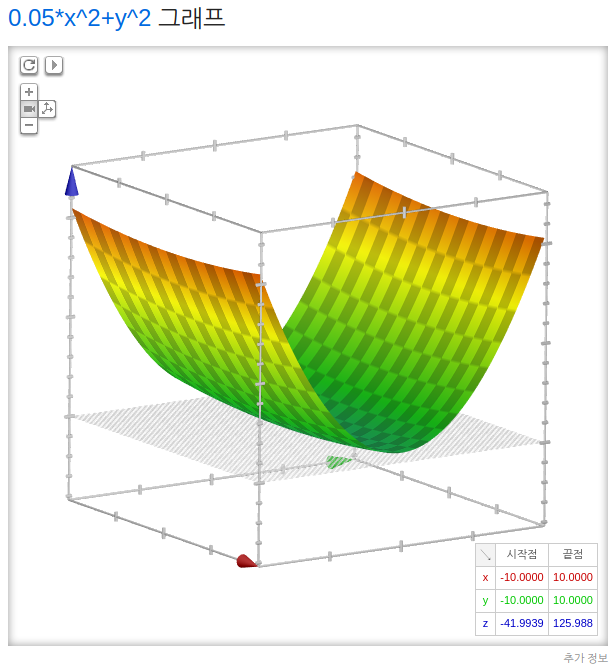 0.05*x^2+y^2 그래프
시작점 끝점
x -10.0000 10.0000
y -10.0000 10.0000
z -41.9939 125.988
추가 정보